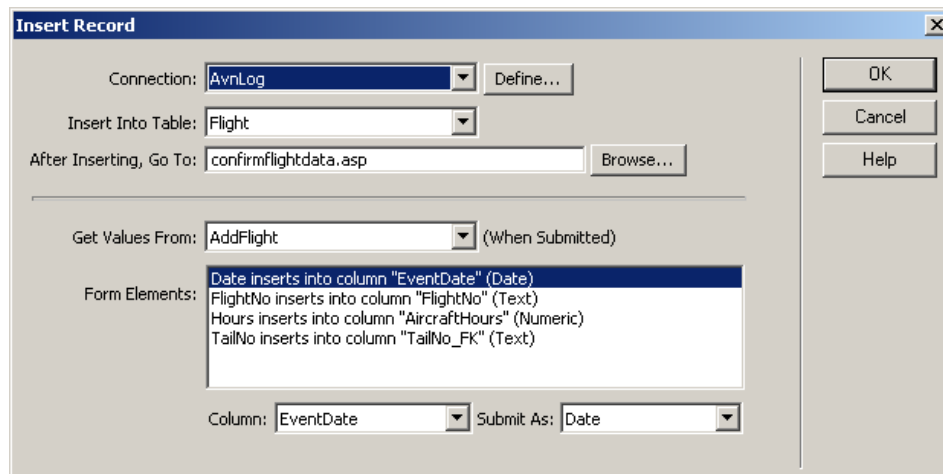 Insert Record
Connection: AvnLog Define... OK
Insert Into Table: Flight Cancel
After Inserting, Go To: confirmflightdata.asp Browse... Help
Get Values From: AddFlight (When Submitted)
Form Elements: Date inserts into column "EventDate" (Date)
FlightNo inserts into column "FlightNo" (Text)
Hours inserts into column "AircraftHours" (Numeric)
TailNo inserts into column "TailNo_FK" (Text)
Column: EventDate Submit As: Date